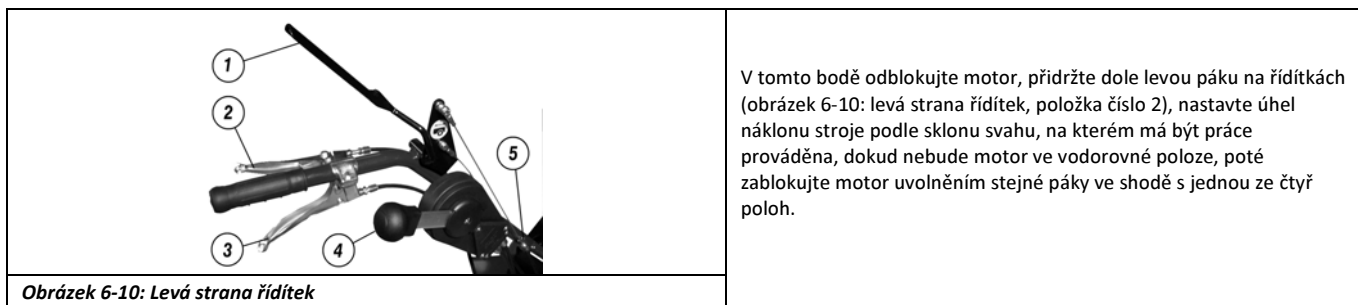 1
2
5
3
4
Obrázek 6-10: Levá strana řídítek
V tomto bodě odblokujte motor, přidržte dole levou páku na řídítkách
(obrázek 6-10: levá strana řídítek, položka číslo 2), nastavte úhel
náklonu stroje podle sklonu svahu, na kterém má být práce
prováděna, dokud nebude motor ve vodorovné poloze, poté
zablokujte motor uvolněním stejné páky ve shodě s jednou ze čtyř
poloh.